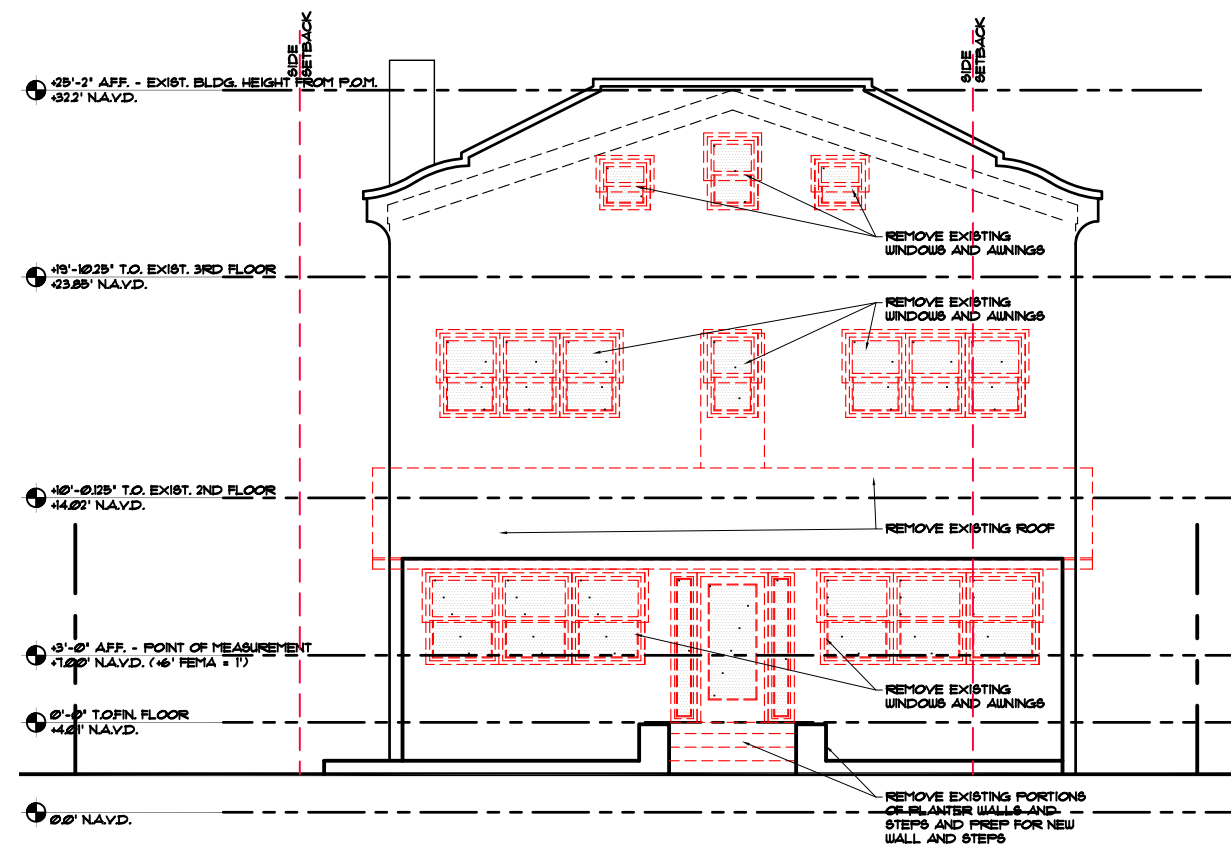 SIDE
SETBACK
SIDE
SETBACK
+25'-2" A.F.F. - EXIST. BLDG. HEIGHT FROM P.O.M.
+32.2' N.A.V.D.
REMOVE EXISTING
WINDOWS AND AWNINGS
+19'-10.25" T.O. EXIST. 3RD FLOOR
+23.85' N.A.V.D.
REMOVE EXISTING
WINDOWS AND AWNINGS
+10'-0.125" T.O. EXIST. 2ND FLOOR
+14.02' N.A.V.D.
REMOVE EXISTING ROOF
+3'-0" A.F.F. - POINT OF MEASUREMENT
+7.00' N.A.V.D. (+6' FEMA = 1')
REMOVE EXISTING
WINDOWS AND AWNINGS
0'-0" T.O.FIN. FLOOR
+4.01' N.A.V.D.
REMOVE EXISTING PORTIONS
OF PLANTER WALLS AND
STEPS AND PREP FOR NEW
WALL AND STEPS
0.0' N.A.V.D.